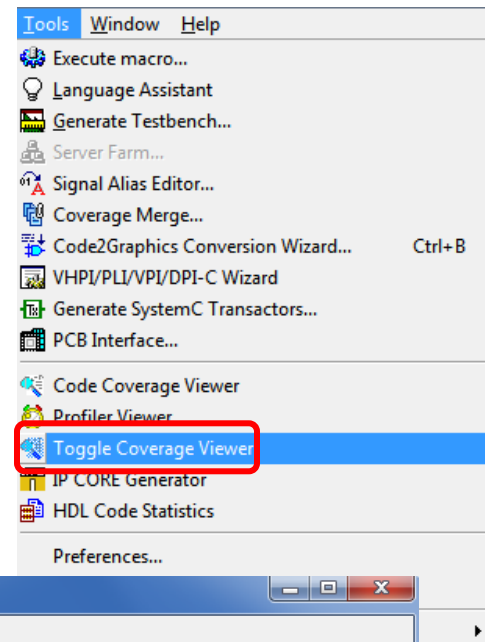 Tools Window Help
Execute macro...
Language Assistant
Generate Testbench...
Server Farm...
Signal Alias Editor...
Coverage Merge...
Code2Graphics Conversion Wizard... Ctrl+B
VHPI/PLI/VPI/DPI-C Wizard
Generate SystemC Transactors...
PCB Interface...
Code Coverage Viewer
Profiler Viewer
Toggle Coverage Viewer
IP CORE Generator
HDL Code Statistics
Preferences...